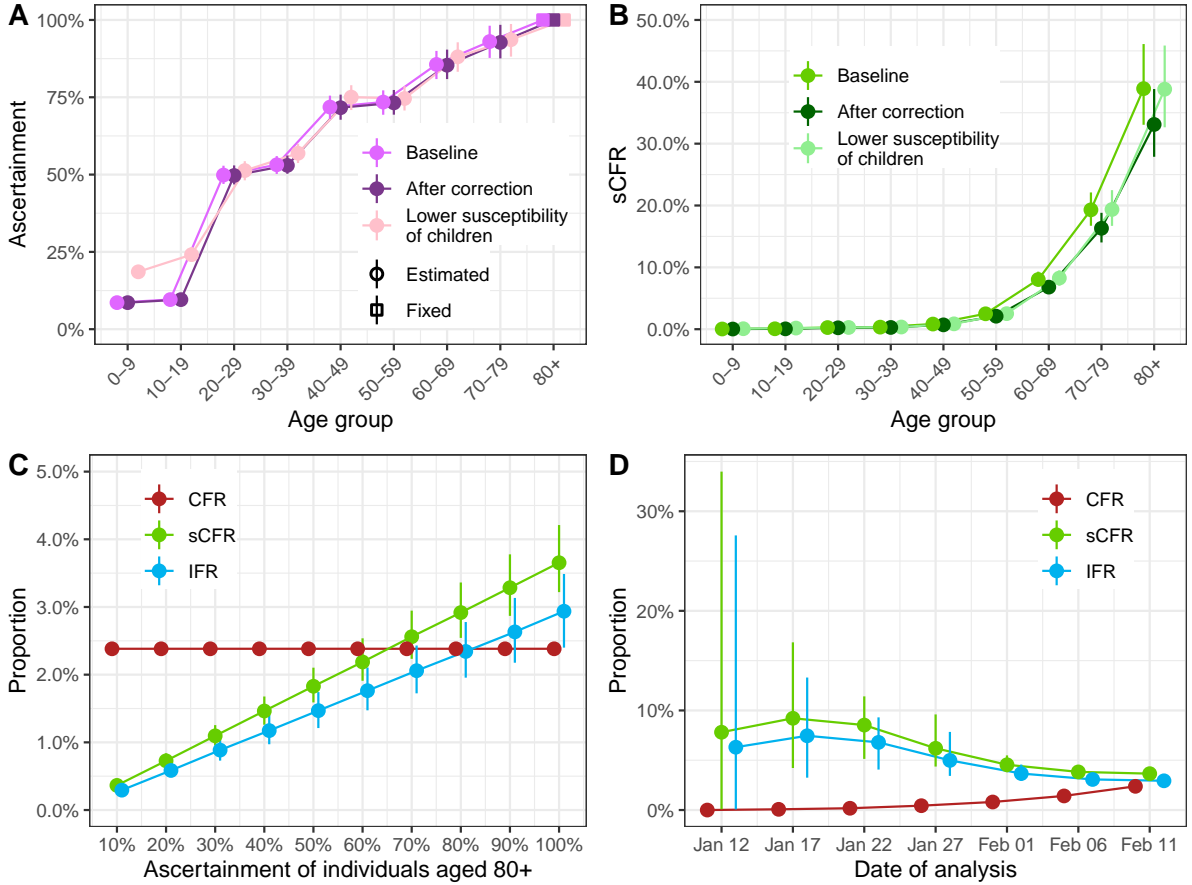 A
100%
75%
50%
25%
0%
Ascertainment
Baseline
After correction
Lower susceptibility
of children
Estimated
Fixed
0−9
10−19
20−29
30−39
40−49
50−59
60−69
70−79
80+
Age group
B
50.0%
40.0%
30.0%
20.0%
10.0%
0.0%
sCFR
Baseline
After correction
Lower susceptibility
of children
0−9
10−19
20−29
30−39
40−49
50−59
60−69
70−79
80+
Age group
C
5.0%
4.0%
3.0%
2.0%
1.0%
0.0%
Proportion
CFR
sCFR
IFR
10% 20% 30% 40% 50% 60% 70% 80% 90% 100%
Ascertainment of individuals aged 80+
D
30%
20%
10%
0%
Proportion
CFR
sCFR
IFR
Jan 12 Jan 17 Jan 22 Jan 27 Feb 01 Feb 06 Feb 11
Date of analysis